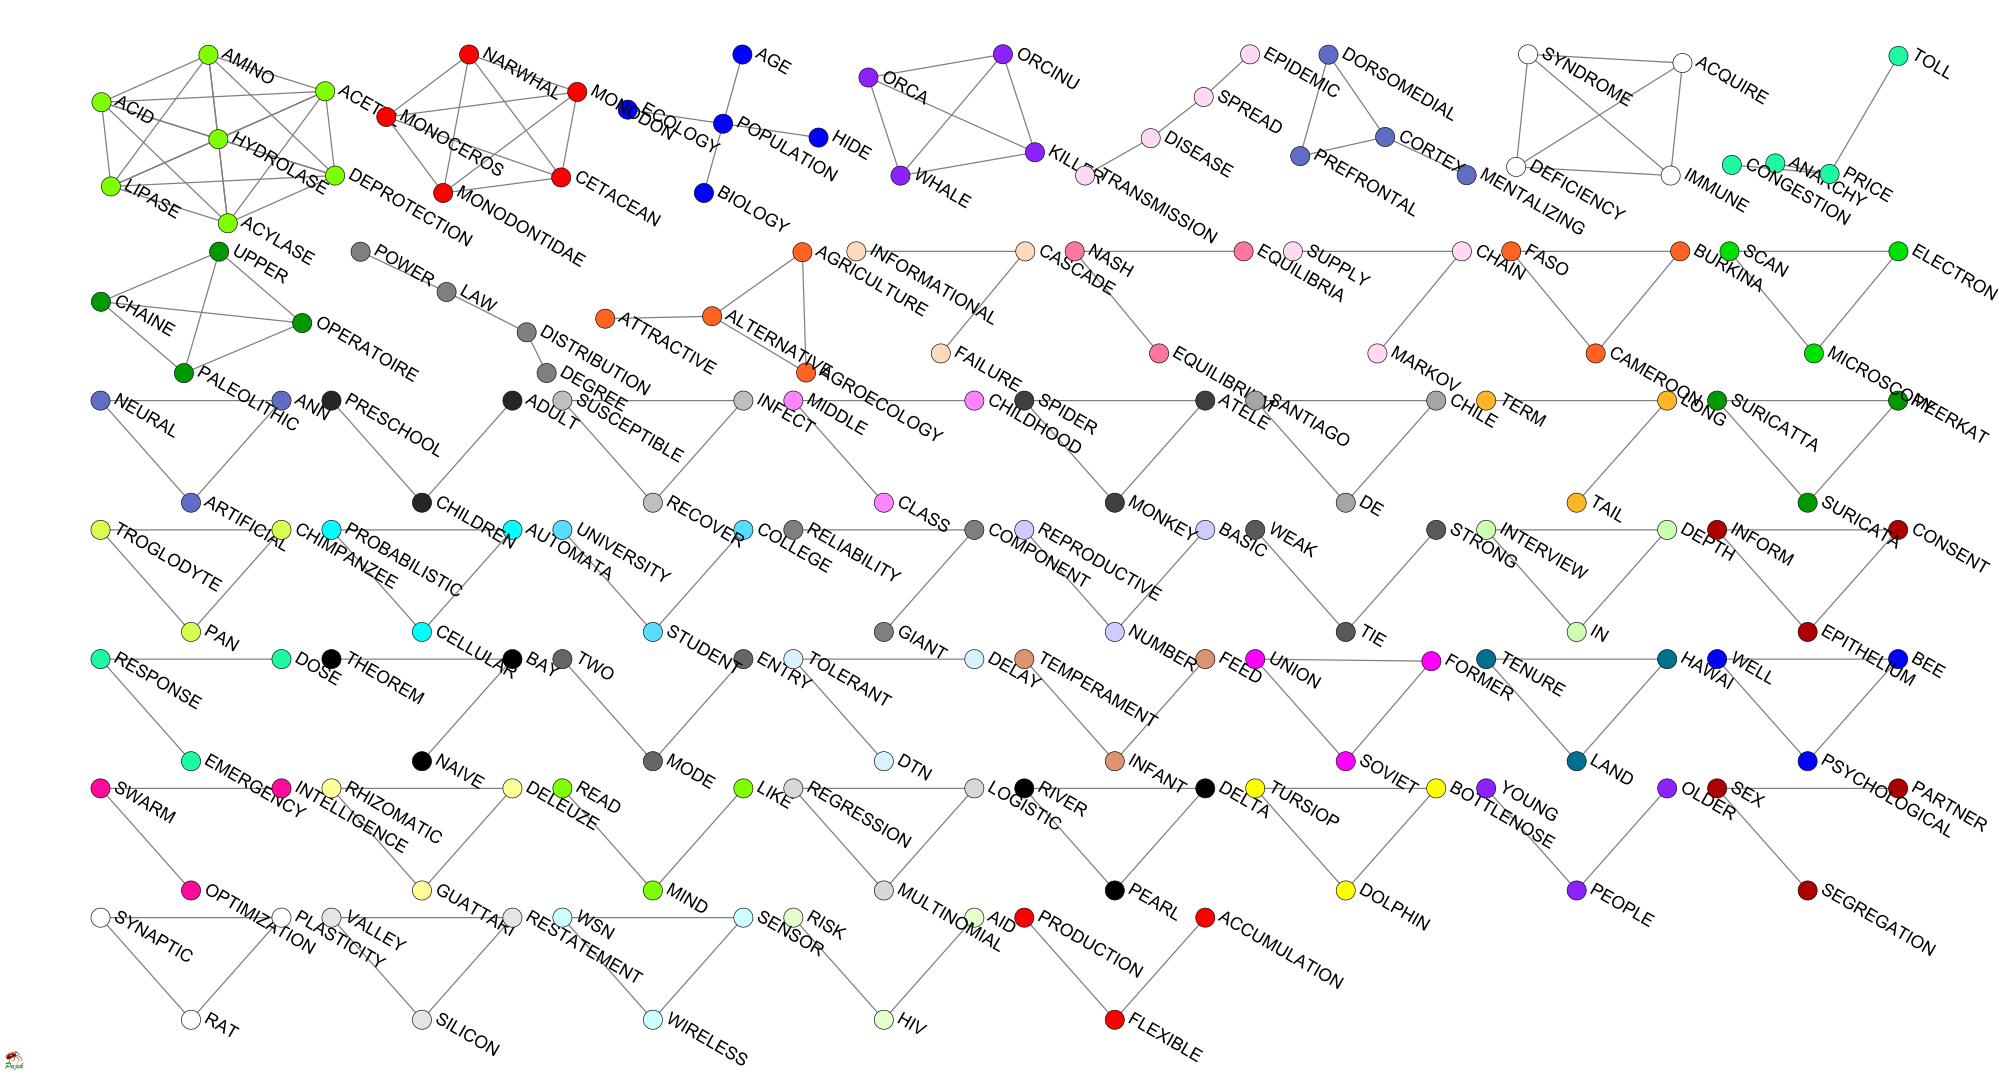 AMINO
ACID
ACETYL
HYDROLASE
LIPASE
DEPROTECTION
ACYLASE
NARWHAL
MONODON
MONOCEROS
CETACEAN
MONODONTIDAE
AGE
ECOLOGY
POPULATION
HIDE
BIOLOGY
ORCINU
ORCA
KILLER
WHALE
EPIDEMIC
SPREAD
DISEASE
TRANSMISSION
DORSOMEDIAL
CORTEX
PREFRONTAL
MENTALIZING
SYNDROME
ACQUIRE
DEFICIENCY
IMMUNE
TOLL
CONGESTION
ANARCHY
PRICE
UPPER
CHAINE
OPERATOIRE
PALEOLITHIC
POWER
LAW
DISTRIBUTION
DEGREE
AGRICULTURE
ATTRACTIVE
ALTERNATIVE
AGROECOLOGY
INFORMATIONAL
CASCADE
FAILURE
NASH
EQUILIBRIA
EQUILIBRIUM
SUPPLY
CHAIN
MARKOV
FASO
BURKINA
CAMEROON
SCAN
ELECTRON
MICROSCOPE
NEURAL
ANN
ARTIFICIAL
PRESCHOOL
ADULT
CHILDREN
SUSCEPTIBLE
INFECT
RECOVER
MIDDLE
CHILDHOOD
CLASS
SPIDER
ATELE
MONKEY
SANTIAGO
CHILE
DE
TERM
LONG
TAIL
SURICATTA
MEERKAT
SURICATA
TROGLODYTE
CHIMPANZEE
PAN
PROBABILISTIC
AUTOMATA
CELLULAR
UNIVERSITY
COLLEGE
STUDENT
RELIABILITY
COMPONENT
GIANT
REPRODUCTIVE
BASIC
NUMBER
WEAK
STRONG
TIE
INTERVIEW
DEPTH
IN
INFORM
CONSENT
EPITHELIUM
RESPONSE
DOSE
EMERGENCY
THEOREM
BAY
NAIVE
TWO
ENTRY
MODE
TOLERANT
DELAY
DTN
TEMPERAMENT
FEED
INFANT
UNION
FORMER
SOVIET
TENURE
HAWAI
LAND
WELL
BEE
PSYCHOLOGICAL
SWARM
INTELLIGENCE
OPTIMIZATION
RHIZOMATIC
DELEUZE
GUATTARI
READ
LIKE
MIND
REGRESSION
LOGISTIC
MULTINOMIAL
RIVER
DELTA
PEARL
TURSIOP
BOTTLENOSE
DOLPHIN
YOUNG
OLDER
PEOPLE
SEX
PARTNER
SEGREGATION
SYNAPTIC
PLASTICITY
RAT
VALLEY
RESTATEMENT
SILICON
WSN
SENSOR
WIRELESS
RISK
AID
HIV
PRODUCTION
ACCUMULATION
FLEXIBLE
Pajek